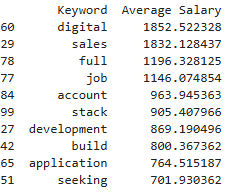 Keyword Average Salary
60 digital 1852.522328
29 sales 1832.128437
78 full 1196.328125
77 job 1146.074854
84 account 963.945363
99 stack 905.407966
27 development 869.190496
42 build 800.367362
65 application 764.515187
51 seeking 701.930362